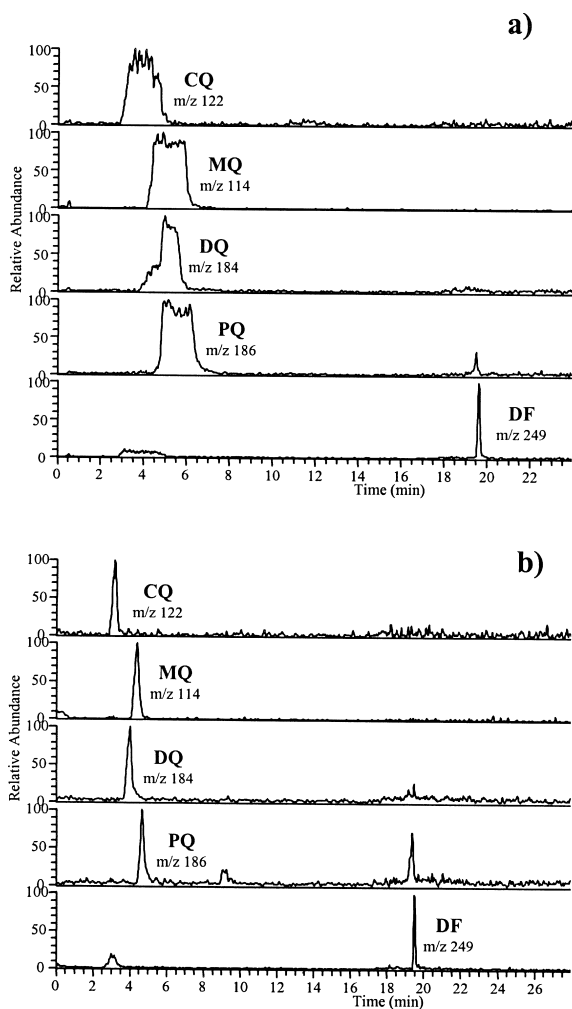 a)
100
50
0
CQ
m/z 122
100
50
0
MQ
m/z 114
100
50
0
DQ
m/z 184
100
50
0
PQ
m/z 186
100
50
0
DF
m/z 249
Relative Abundance
0 2 4 6 8 10 12 14 16 18 20 22
Time (min)
b)
100
50
0
CQ
m/z 122
100
50
0
MQ
m/z 114
100
50
0
DQ
m/z 184
100
50
0
PQ
m/z 186
100
50
0
DF
m/z 249
Relative Abundance
0 2 4 6 8 10 12 14 16 18 20 22 24 26
Time (min)